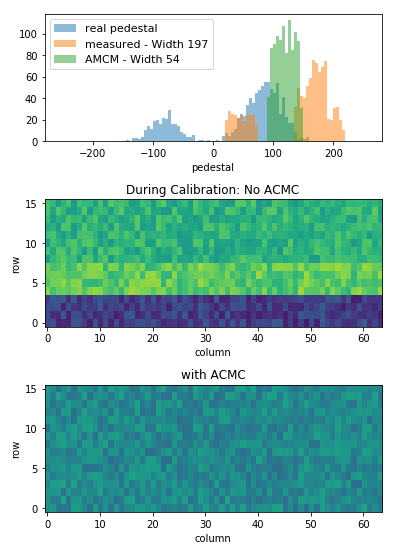 100
80
60
40
20
0
real pedestal
measured - Width 197
AMCM - Width 54
−200 −100 0 100 200
pedestal
During Calibration: No ACMC
15
10
5
0
row
0 10 20 30 40 50 60
column
with ACMC
15
10
5
0
row
0 10 20 30 40 50 60
column